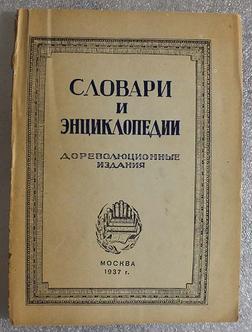 СЛОВАРИ
И
ЭНЦИКЛОПЕДИИ
ДОРЕВОЛЮЦИОННЫЕ
ИЗДАНИЯ
МОСКВА
1937 г.